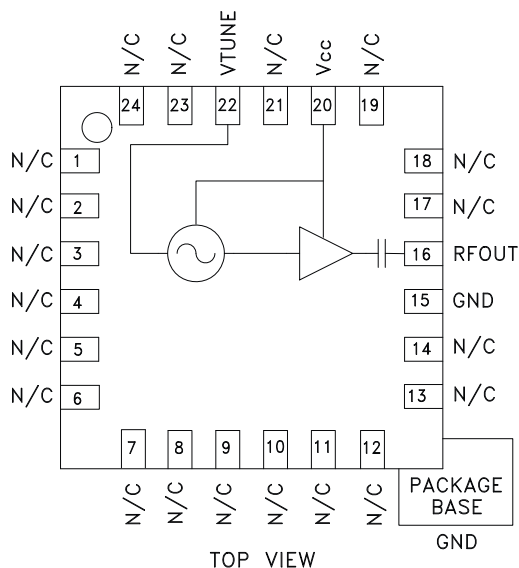 N/C N/C VTUNE N/C Vcc N/C
24 23 22 21 20 19
N/C 1 18 N/C
N/C 2 17 N/C
N/C 3 16 RFOUT
N/C 4 15 GND
N/C 5 14 N/C
N/C 6 13 N/C
7 8 9 10 11 12
N/C N/C N/C N/C N/C N/C
PACKAGE
BASE
GND
TOP VIEW